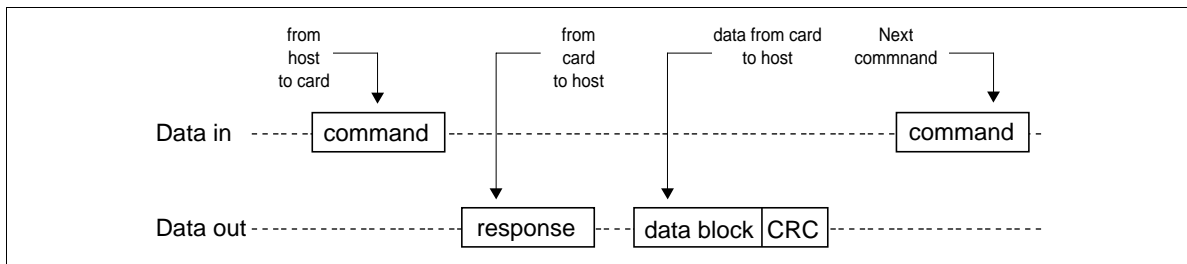 from
host
to card
from
card
to host
data from card
to host
Next
commnand
Data in
command
command
Data out
response
data block
CRC